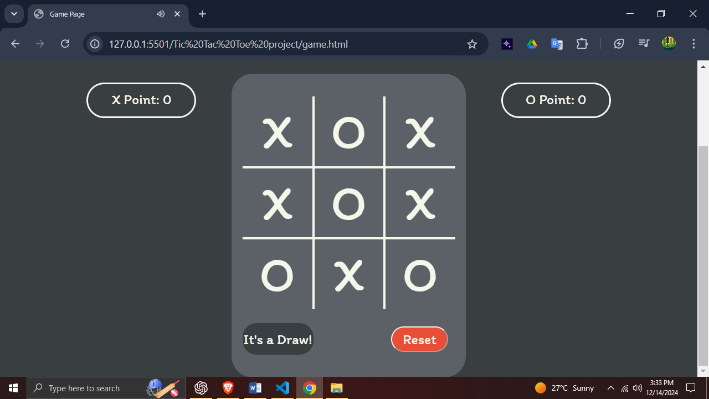 Game Page
127.0.0.1:5501/Tic%20Tac%20Toe%20project/game.html
X Point: 0
O Point: 0
X O X
X O X
O X O
It's a Draw!
Reset
Type here to search
27°C Sunny
3:33 PM
12/14/2024